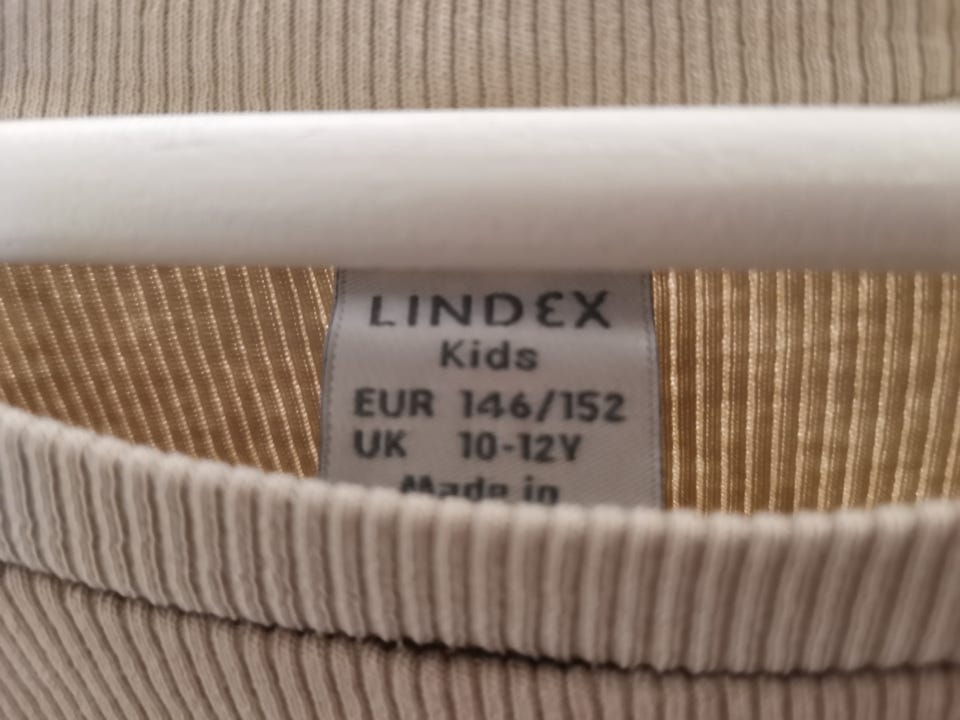 LINDEX
Kids
EUR 146/152
UK 10-12Y
Made in